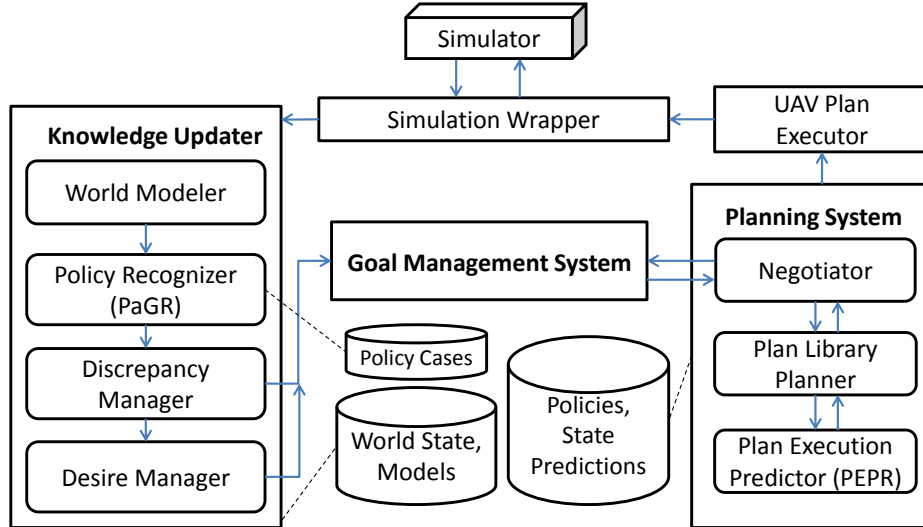 Simulator
Simulation Wrapper
UAV Plan
Executor
Knowledge Updater
World Modeler
Policy Recognizer
(PaGR)
Discrepancy
Manager
Desire Manager
Goal Management System
Policy Cases
World State,
Models
Policies,
State
Predictions
Planning System
Negotiator
Plan Library
Planner
Plan Execution
Predictor (PEPR)